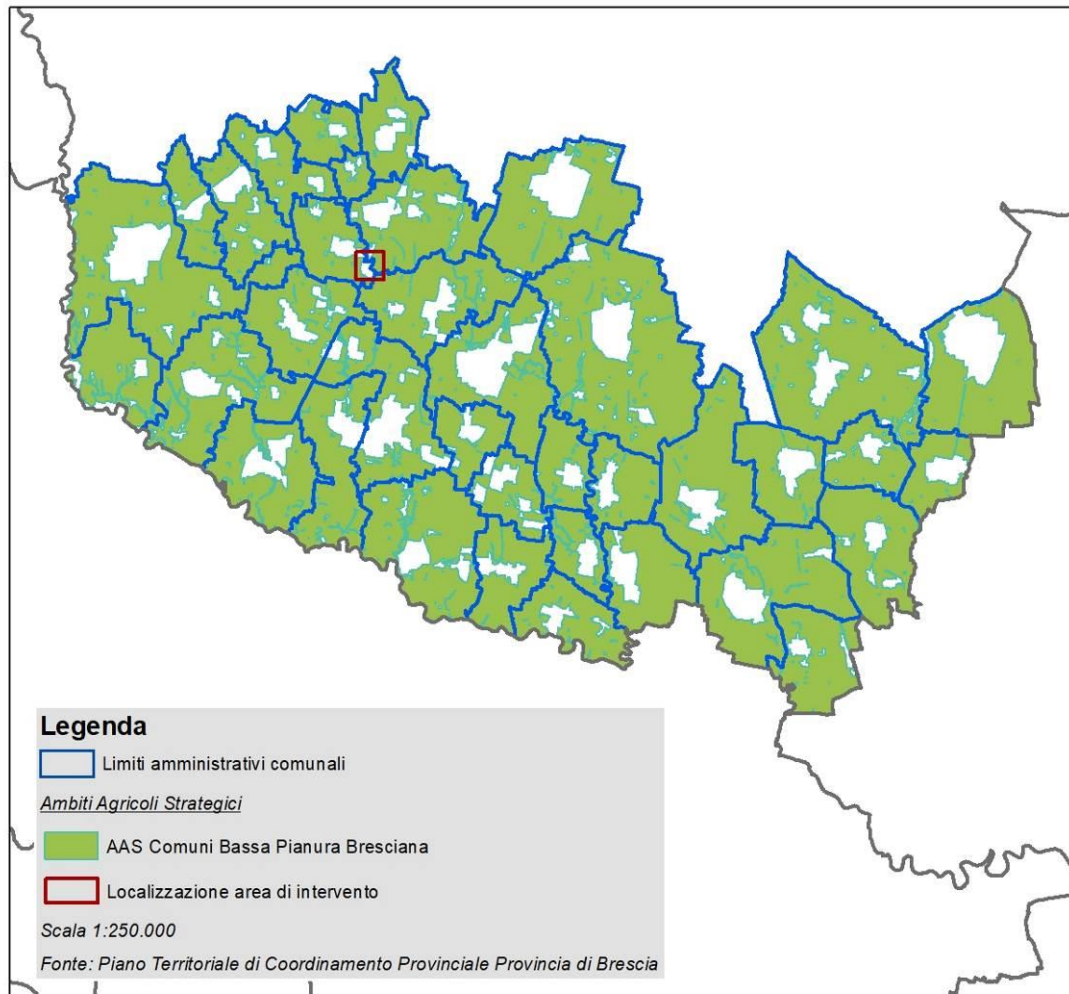 Legenda
Limiti amministrativi comunali
Ambiti Agricoli Strategici
AAS Comuni Bassa Pianura Bresciana
Localizzazione area di intervento
Scala 1:250.000
Fonte: Piano Territoriale di Coordinamento Provinciale Provincia di Brescia